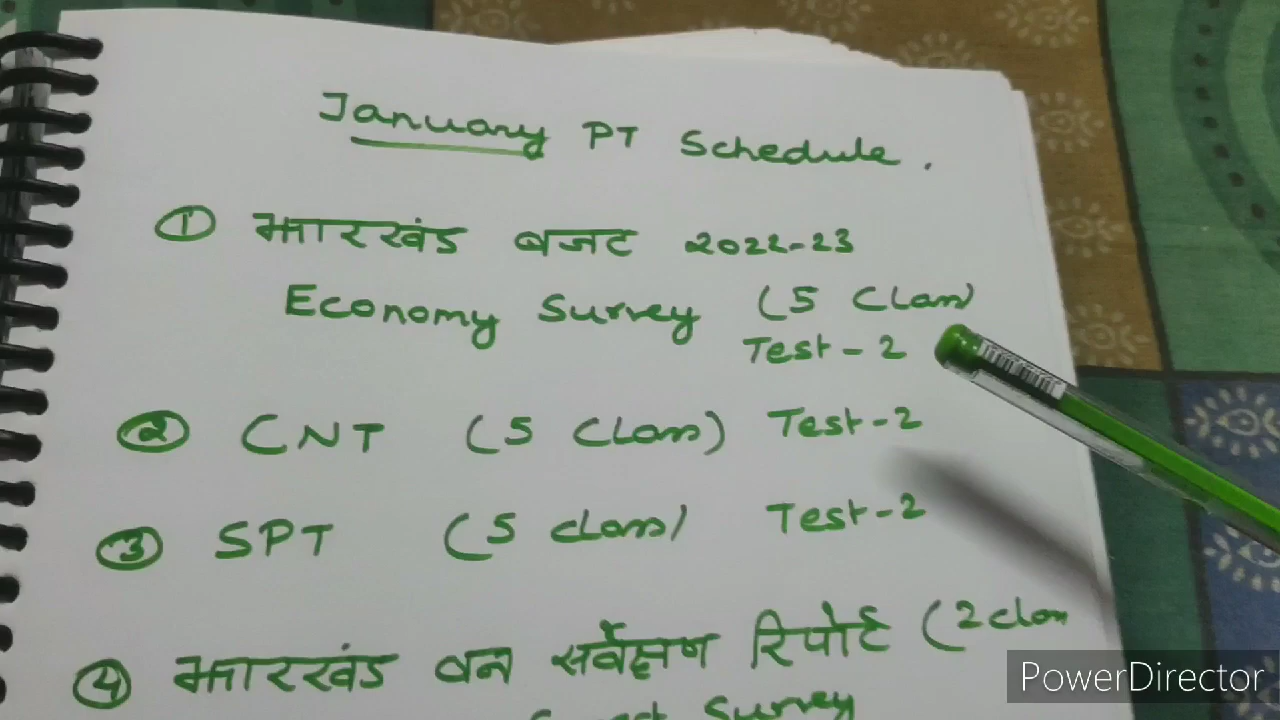 January PT Schedule.
① झारखंड बजट 2022-23
Economy Survey (5 Class)
Test-2
② CNT (5 Class) Test-2
③ SPT (5 class) Test-2
④ झारखंड वन सर्वेक्षण रिपोर्ट (2 class
Survey
PowerDirector